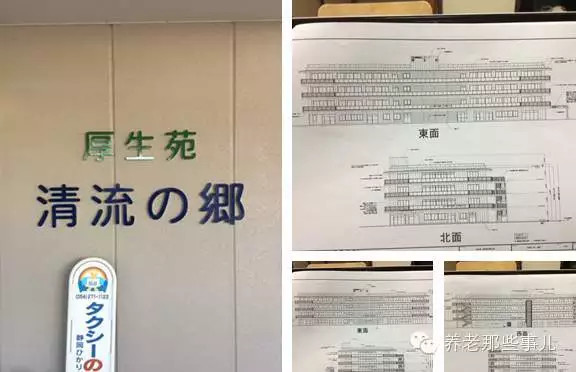 厚生苑
清流の郷
(054)271-1122
タクシーの
静岡ひかり
東面
北面
東面
西面
养老那些事儿